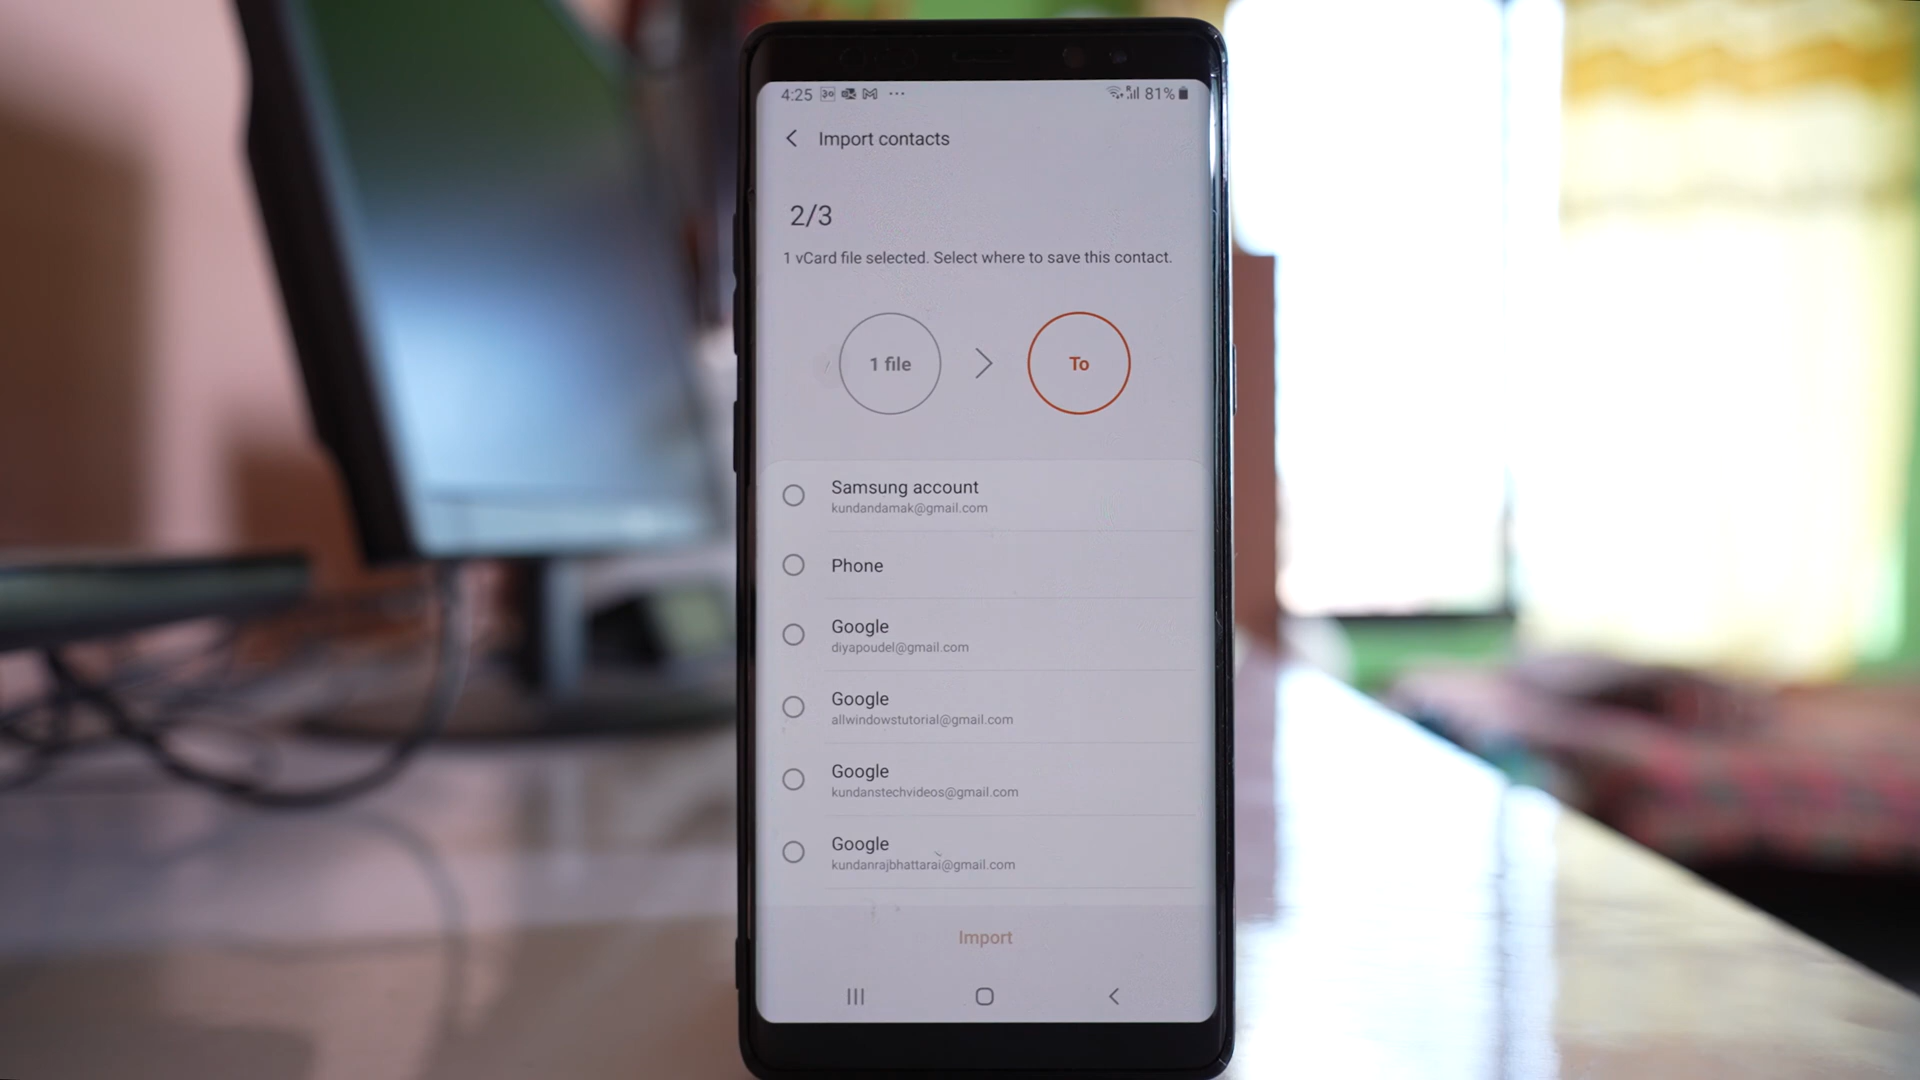 4:25 30 81%
Import contacts
2/3
1 vCard file selected. Select where to save this contact.
1 file To
Samsung account
kundandamak@gmail.com
Phone
Google
diyapoudel@gmail.com
Google
allwindowstutorial@gmail.com
Google
kundanstechvideos@gmail.com
Google
kundanrajbhattarai@gmail.com
Import